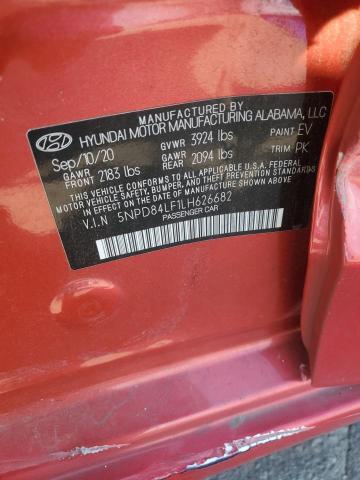 MANUFACTURED BY
HYUNDAI MOTOR MANUFACTURING ALABAMA, LLC
Sep/10/20 GVWR 3924 lbs PAINT EV
GAWR FRONT 2183 lbs GAWR REAR 2094 lbs TRIM PK
THIS VEHICLE CONFORMS TO ALL APPLICABLE U.S.A. FEDERAL MOTOR
VEHICLE SAFETY, BUMPER, AND THEFT PREVENTION STANDARDS
IN EFFECT ON THE DATE OF MANUFACTURE SHOWN ABOVE.
V.I.N 5NPD84LF1LH626682
PASSENGER CAR